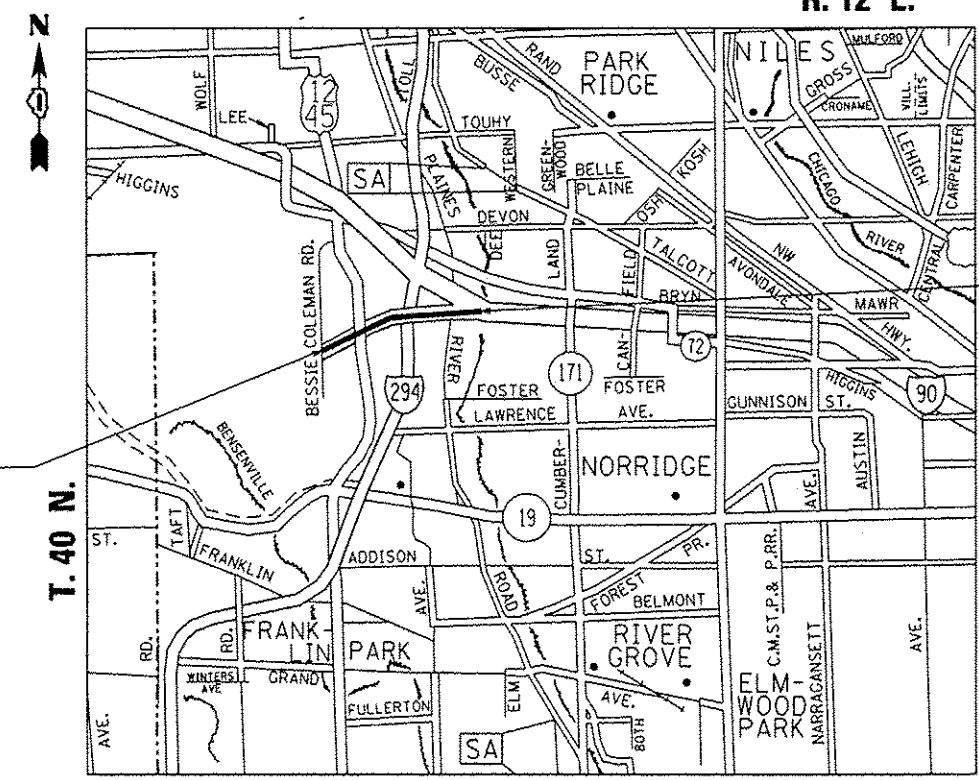 R. 12 E.
N
NILES
MULFORD
GROSS
CRONAME
VILL.
LIMITS
PARK
RIDGE
RAND
BUSSE
WOLF
12
45
TOLL
LEE
TOUHY
HIGGINS
SA
PLAINES
WESTERN
GREEN-
WOOD
BELLE
PLAINE
KOSH
OSH
CHICAGO
RIVER
LEHIGH
CARPENTER
DEVON
DEE
LAND
FIELD
TALCOTT
NW
HWY.
AVONDALE
CENTRAL
BRYN
MAWR
BESSIE COLEMAN RD.
RIVER
294
171
CAN-
72
HIGGINS
90
FOSTER
FOSTER
LAWRENCE
AVE.
GUNNISON
ST.
BENSENVILLE
CUMBER-
NORRIDGE
AVE.
AUSTIN
T. 40 N.
ST.
TAFT
19
FRANKLIN
ADDISON
ST.
PR.
FOREST
C.M.ST.P.& P.RR.
BELMONT
AVE.
ROAD
RD.
RD.
FRANK-
LIN
PARK
RIVER
GROVE
NARRAGANSETT
AVE.
WINTERS
AVE
GRAND
ELM
AVE.
ELM-
WOOD
PARK
AVE.
FULLERTON
BOTH
SA